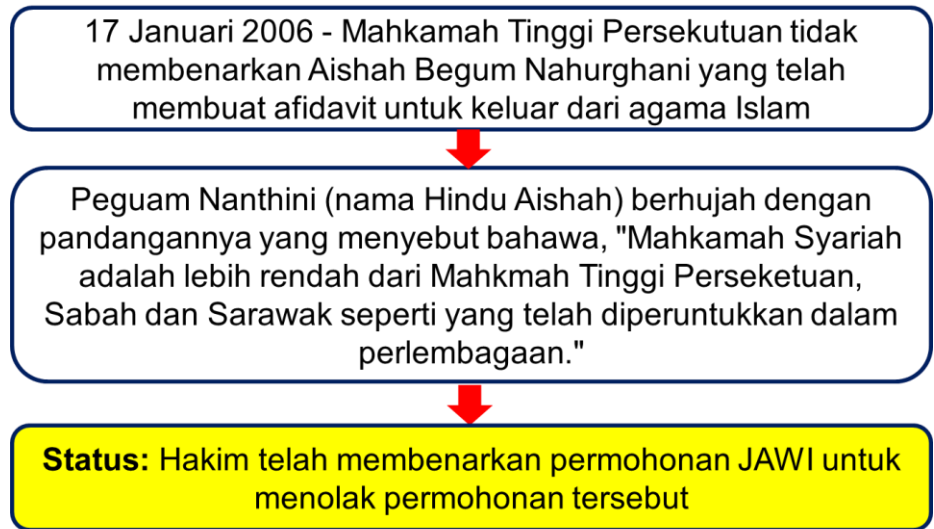 17 Januari 2006 - Mahkamah Tinggi Persekutuan tidak
membenarkan Aishah Begum Nahurghani yang telah
membuat afidavit untuk keluar dari agama Islam
Peguam Nanthini (nama Hindu Aishah) berhujah dengan
pandangannya yang menyebut bahawa, "Mahkamah Syariah
adalah lebih rendah dari Mahkmah Tinggi Perseketuan,
Sabah dan Sarawak seperti yang telah diperuntukkan dalam
perlembagaan."
Status: Hakim telah membenarkan permohonan JAWI untuk
menolak permohonan tersebut